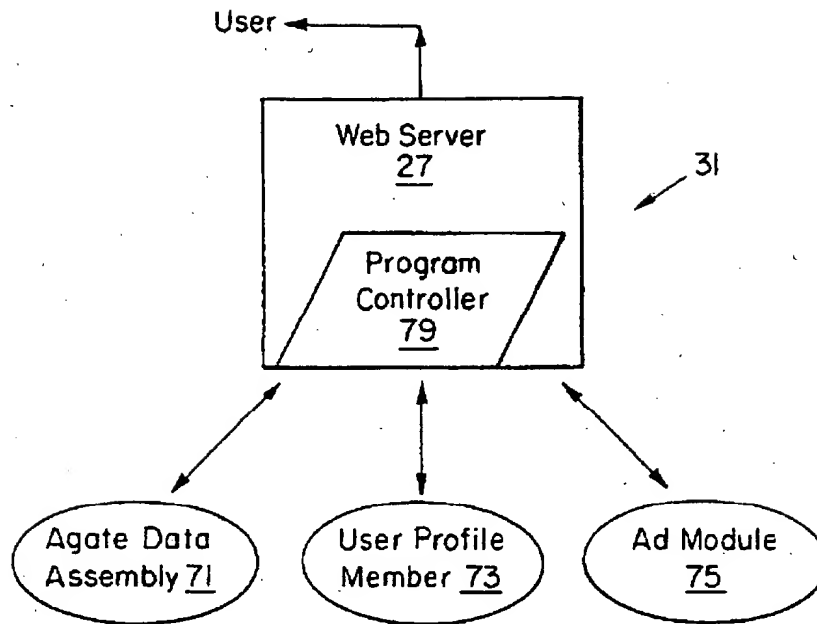 User
Web Server
27
31
Program
Controller
79
Agate Data
Assembly 71
User Profile
Member 73
Ad Module
75